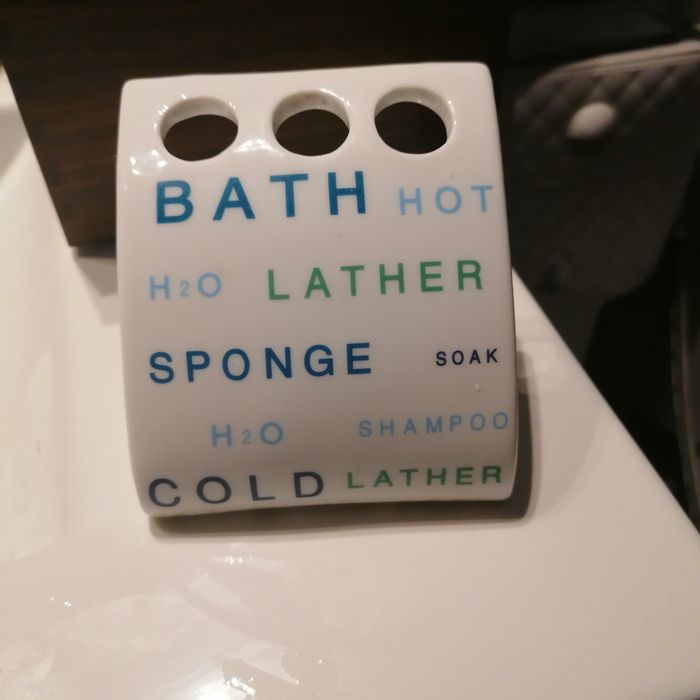 BATH HOT
H2O LATHER
SPONGE SOAK
H2O SHAMPOO
COLD LATHER